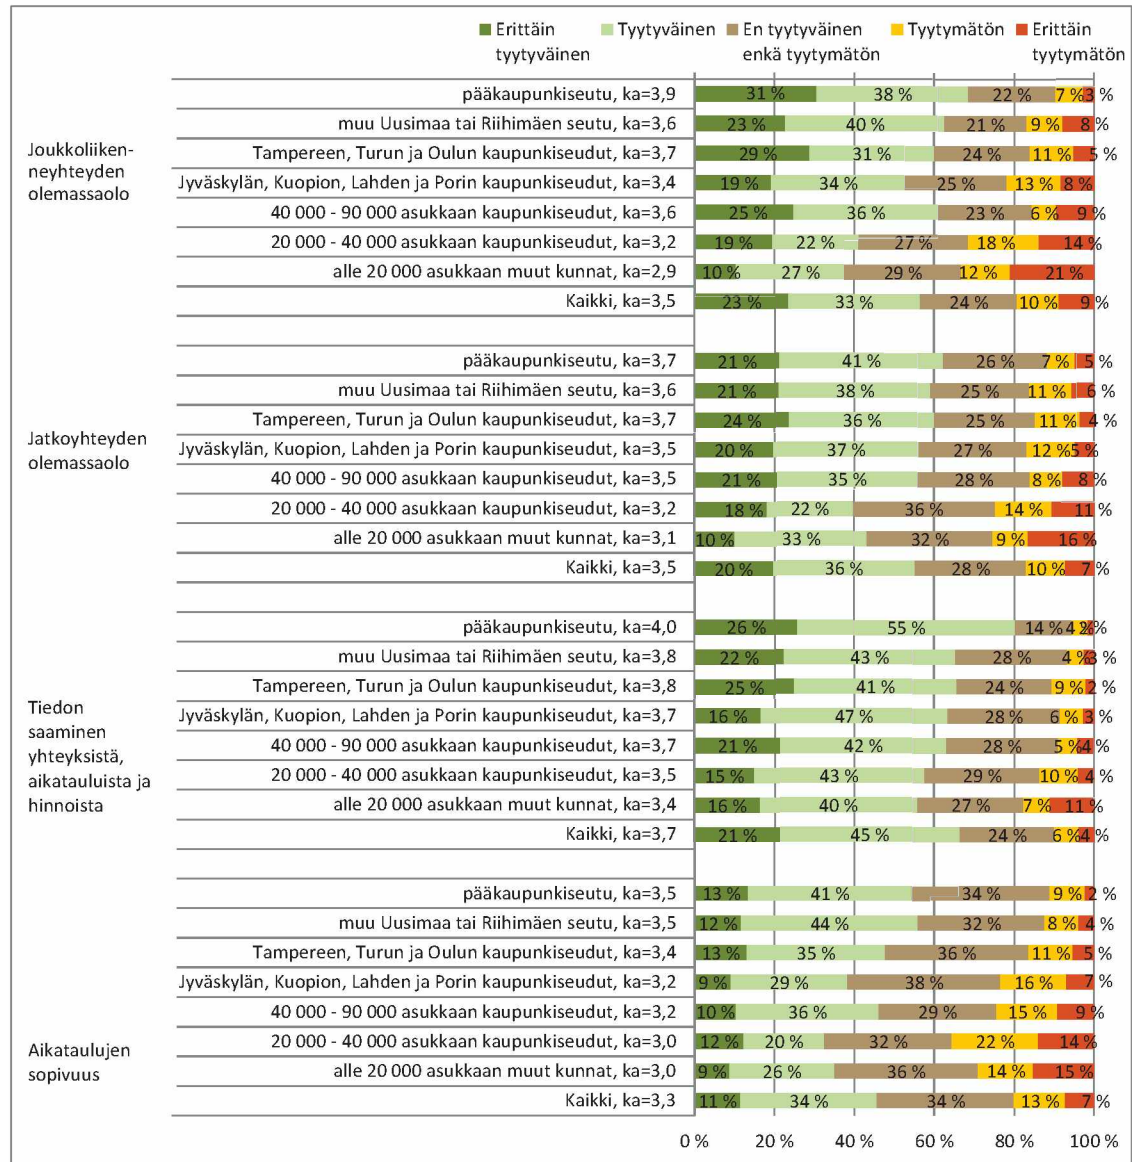 Erittäin tyytyväinen
Tyytyväinen
En tyytyväinen enkä tyytymätön
Tyytymätön
Erittäin tyytymätön
Joukkoliiken-
neyhteyden
olemassaolo
pääkaupunkiseutu, ka=3,9 31 % 38 % 22 % 7 % 3 %
muu Uusimaa tai Riihimäen seutu, ka=3,6 23 % 40 % 21 % 9 % 8 %
Tampereen, Turun ja Oulun kaupunkiseudut, ka=3,7 29 % 31 % 24 % 11 % 5 %
Jyväskylän, Kuopion, Lahden ja Porin kaupunkiseudut, ka=3,4 19 % 34 % 25 % 13 % 8 %
40 000 - 90 000 asukkaan kaupunkiseudut, ka=3,6 25 % 36 % 23 % 6 % 9 %
20 000 - 40 000 asukkaan kaupunkiseudut, ka=3,2 19 % 22 % 27 % 18 % 14 %
alle 20 000 asukkaan muut kunnat, ka=2,9 10 % 27 % 29 % 12 % 21 %
Kaikki, ka=3,5 23 % 33 % 24 % 10 % 9 %
Jatkoyhteyden
olemassaolo
pääkaupunkiseutu, ka=3,7 21 % 41 % 26 % 7 % 5 %
muu Uusimaa tai Riihimäen seutu, ka=3,6 21 % 38 % 25 % 11 % 6 %
Tampereen, Turun ja Oulun kaupunkiseudut, ka=3,7 24 % 36 % 25 % 11 % 4 %
Jyväskylän, Kuopion, Lahden ja Porin kaupunkiseudut, ka=3,5 20 % 37 % 27 % 12 % 5 %
40 000 - 90 000 asukkaan kaupunkiseudut, ka=3,5 21 % 35 % 28 % 8 % 8 %
20 000 - 40 000 asukkaan kaupunkiseudut, ka=3,2 18 % 22 % 36 % 14 % 11 %
alle 20 000 asukkaan muut kunnat, ka=3,1 10 % 33 % 32 % 9 % 16 %
Kaikki, ka=3,5 20 % 36 % 28 % 10 % 7 %
Tiedon
saaminen
yhteyksistä,
aikatauluista ja
hinnoista
pääkaupunkiseutu, ka=4,0 26 % 55 % 14 % 4 % 2 %
muu Uusimaa tai Riihimäen seutu, ka=3,8 22 % 43 % 28 % 4 % 3 %
Tampereen, Turun ja Oulun kaupunkiseudut, ka=3,8 25 % 41 % 24 % 9 % 2 %
Jyväskylän, Kuopion, Lahden ja Porin kaupunkiseudut, ka=3,7 16 % 47 % 28 % 6 % 3 %
40 000 - 90 000 asukkaan kaupunkiseudut, ka=3,7 21 % 42 % 28 % 5 % 4 %
20 000 - 40 000 asukkaan kaupunkiseudut, ka=3,5 15 % 43 % 29 % 10 % 4 %
alle 20 000 asukkaan muut kunnat, ka=3,4 16 % 40 % 27 % 7 % 11 %
Kaikki, ka=3,7 21 % 45 % 24 % 6 % 4 %
Aikataulujen
sopivuus
pääkaupunkiseutu, ka=3,5 13 % 41 % 34 % 9 % 2 %
muu Uusimaa tai Riihimäen seutu, ka=3,5 12 % 44 % 32 % 8 % 4 %
Tampereen, Turun ja Oulun kaupunkiseudut, ka=3,4 13 % 35 % 36 % 11 % 5 %
Jyväskylän, Kuopion, Lahden ja Porin kaupunkiseudut, ka=3,2 9 % 29 % 38 % 16 % 7 %
40 000 - 90 000 asukkaan kaupunkiseudut, ka=3,2 10 % 36 % 29 % 15 % 9 %
20 000 - 40 000 asukkaan kaupunkiseudut, ka=3,0 12 % 20 % 32 % 22 % 14 %
alle 20 000 asukkaan muut kunnat, ka=3,0 9 % 26 % 36 % 14 % 15 %
Kaikki, ka=3,3 11 % 34 % 34 % 13 % 7 %
0 % 20 % 40 % 60 % 80 % 100 %